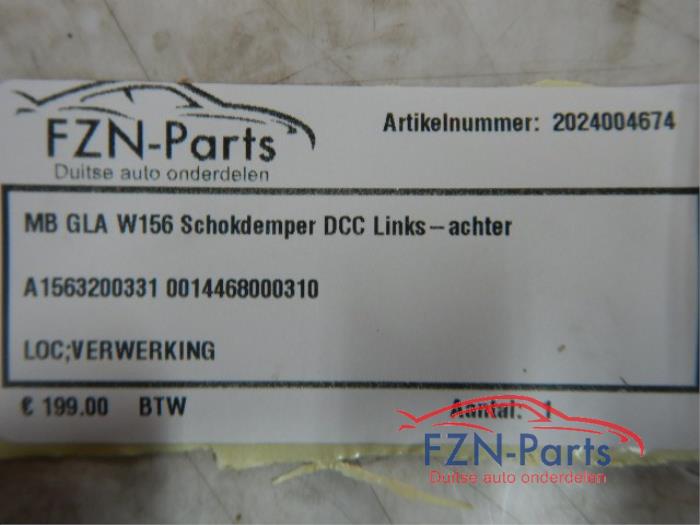 FZN-Parts
Duitse auto onderdelen
Artikelnummer: 2024004674
MB GLA W156 Schokdemper DCC Links-achter
A1563200331 0014468000310
LOC;VERWERKING
€ 199.00 BTW
Aantal: 1
FZN-Parts
Duitse auto onderdelen